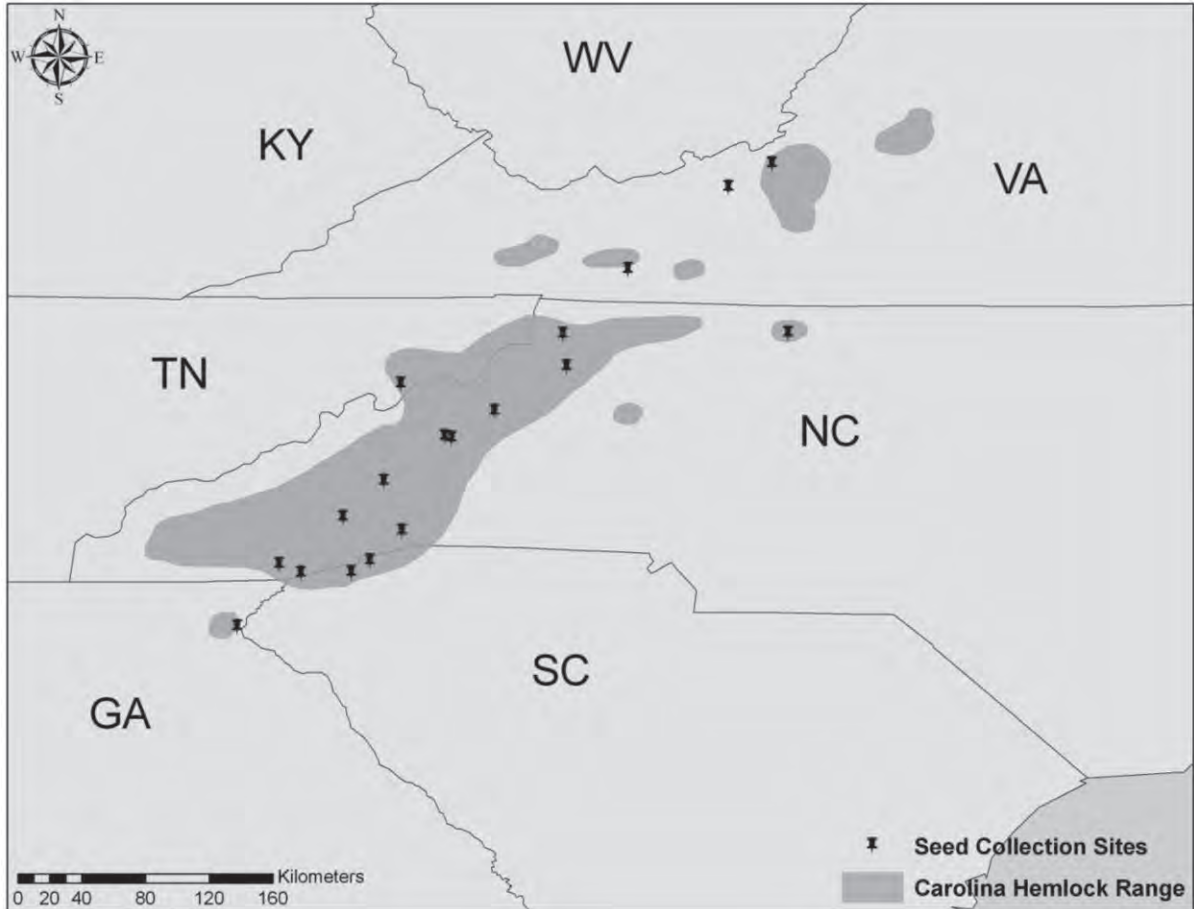 N
W E
S
WV
KY
VA
TN
NC
SC
GA
Seed Collection Sites
Carolina Hemlock Range
Kilometers
0 20 40 80 120 160